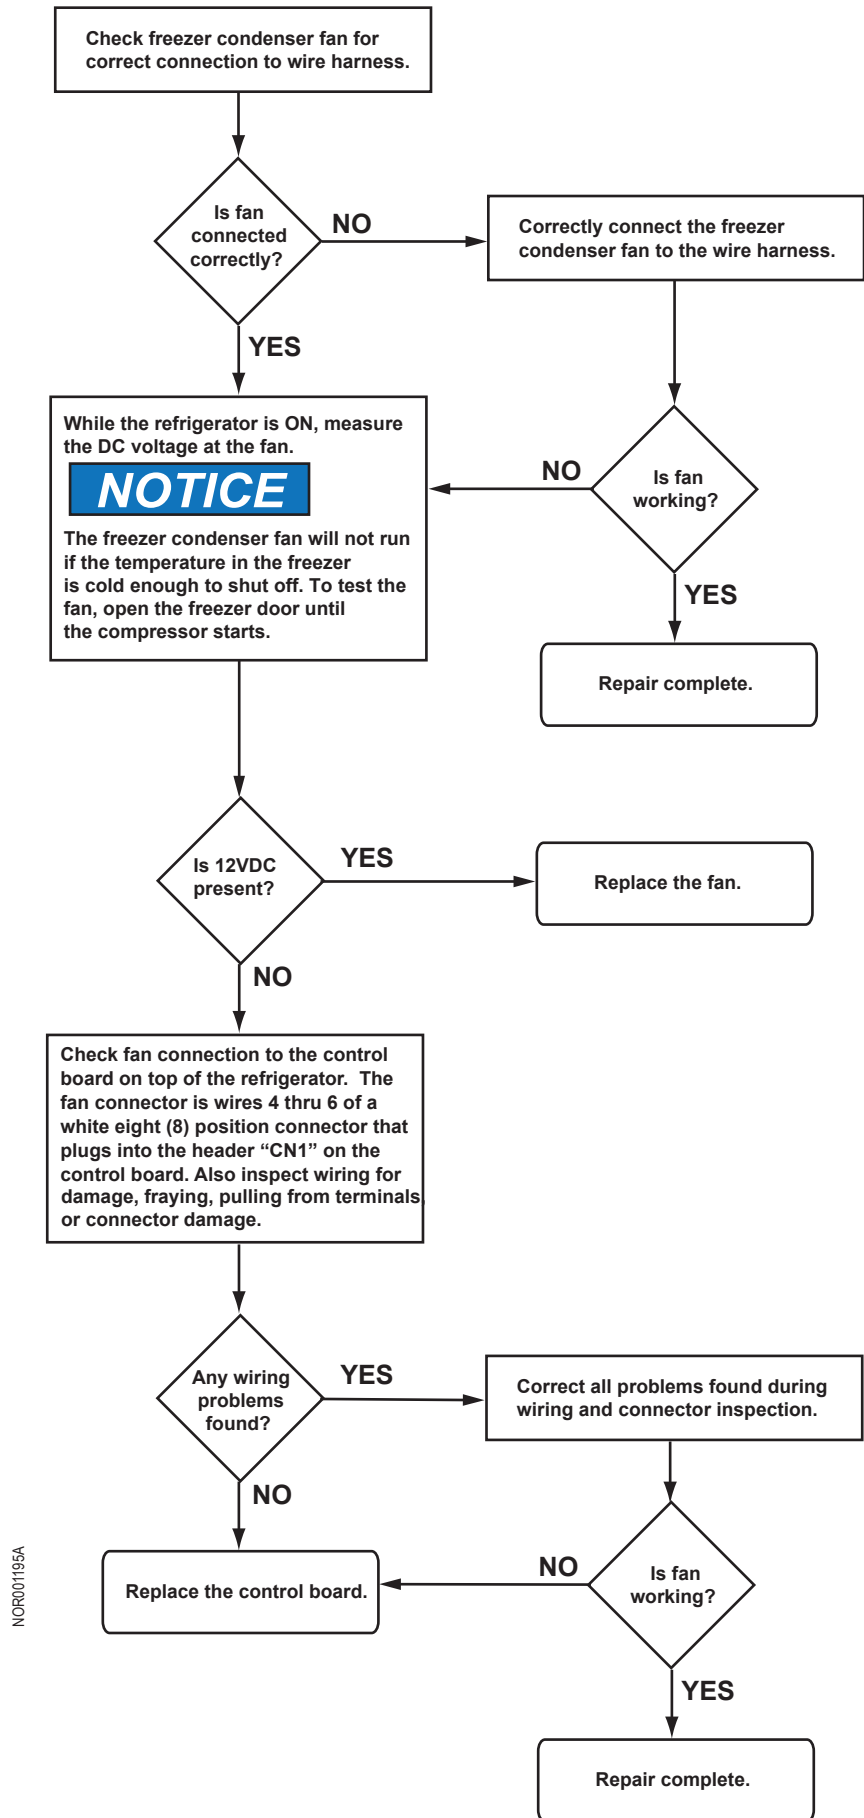 Check freezer condenser fan for
correct connection to wire harness.
Is fan
connected
correctly?
NO
Correctly connect the freezer
condenser fan to the wire harness.
YES
While the refrigerator is ON, measure
the DC voltage at the fan.
NOTICE
The freezer condenser fan will not run
if the temperature in the freezer
is cold enough to shut off. To test the
fan, open the freezer door until
the compressor starts.
NO
Is fan
working?
YES
Repair complete.
Is 12VDC
present?
YES
Replace the fan.
NO
Check fan connection to the control
board on top of the refrigerator.  The
fan connector is wires 4 thru 6 of a
white eight (8) position connector that
plugs into the header “CN1” on the
control board. Also inspect wiring for
damage, fraying, pulling from terminals,
or connector damage.
Any wiring
problems
found?
YES
Correct all problems found during
wiring and connector inspection.
NO
Replace the control board.
NO
Is fan
working?
YES
Repair complete.
NOR001195A